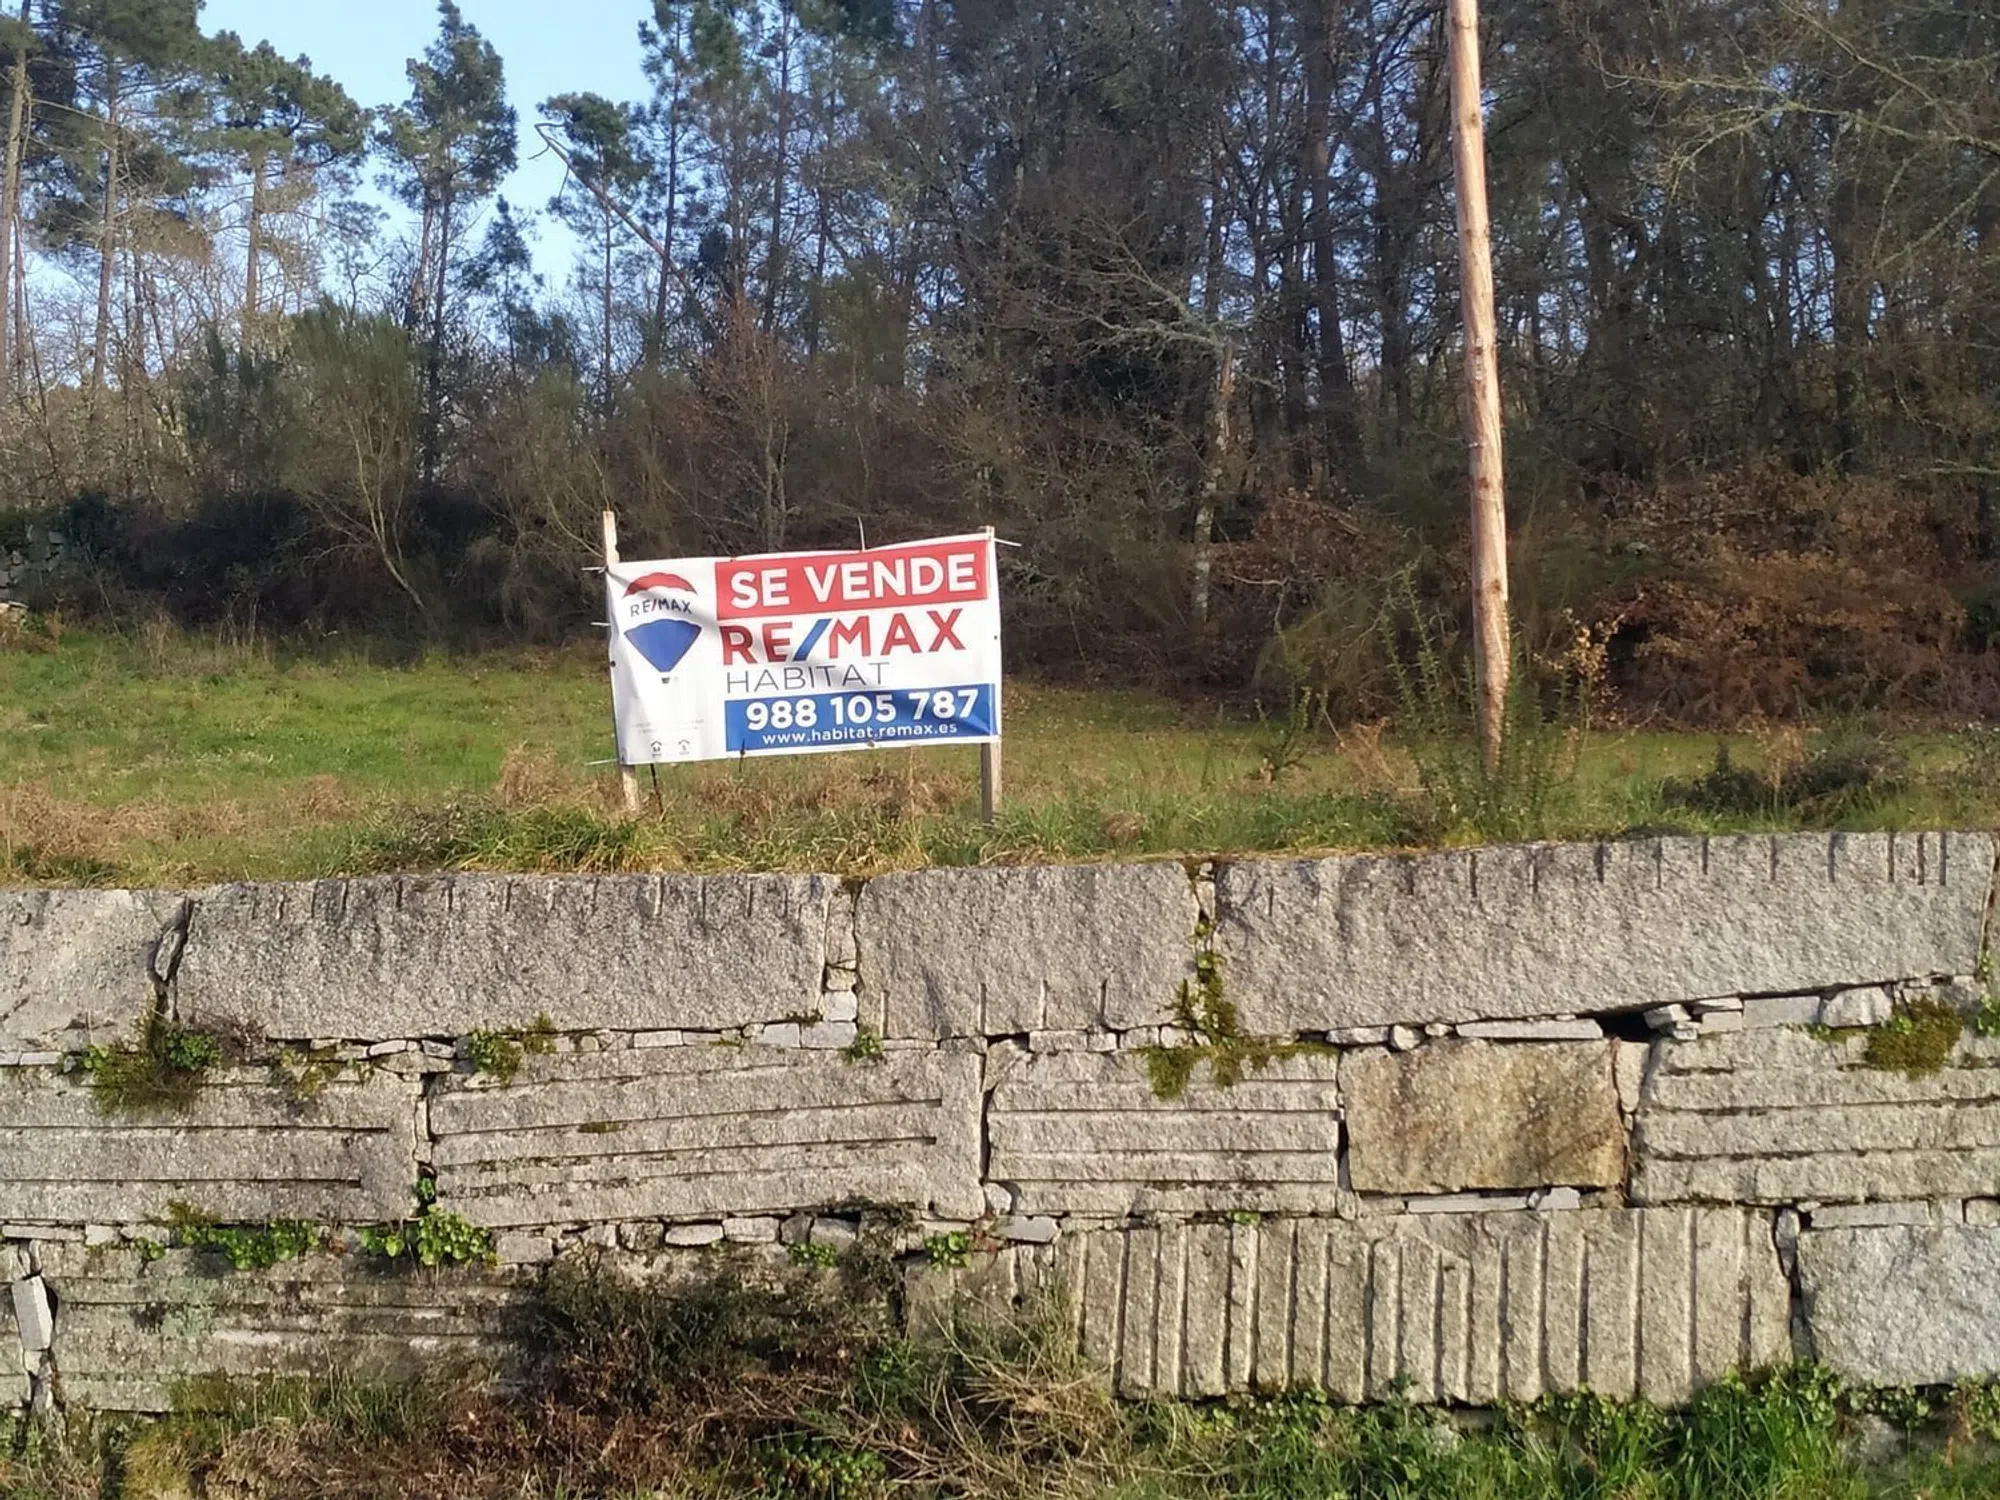 RE/MAX
SE VENDE
RE/MAX
HABITAT
988 105 787
www.habitat.remax.es